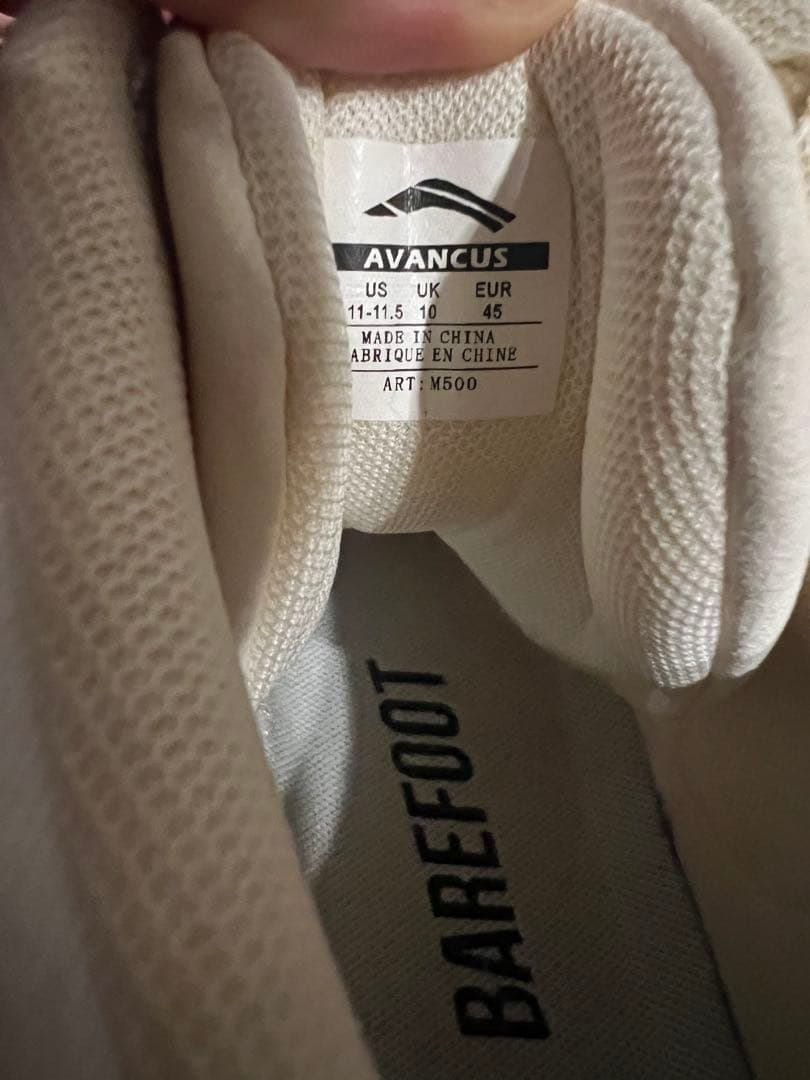 AVANCUS
US UK EUR
11-11.5 10 45
MADE IN CHINA
ABRIQUE EN CHINE
ART: M500
BAREFOOT